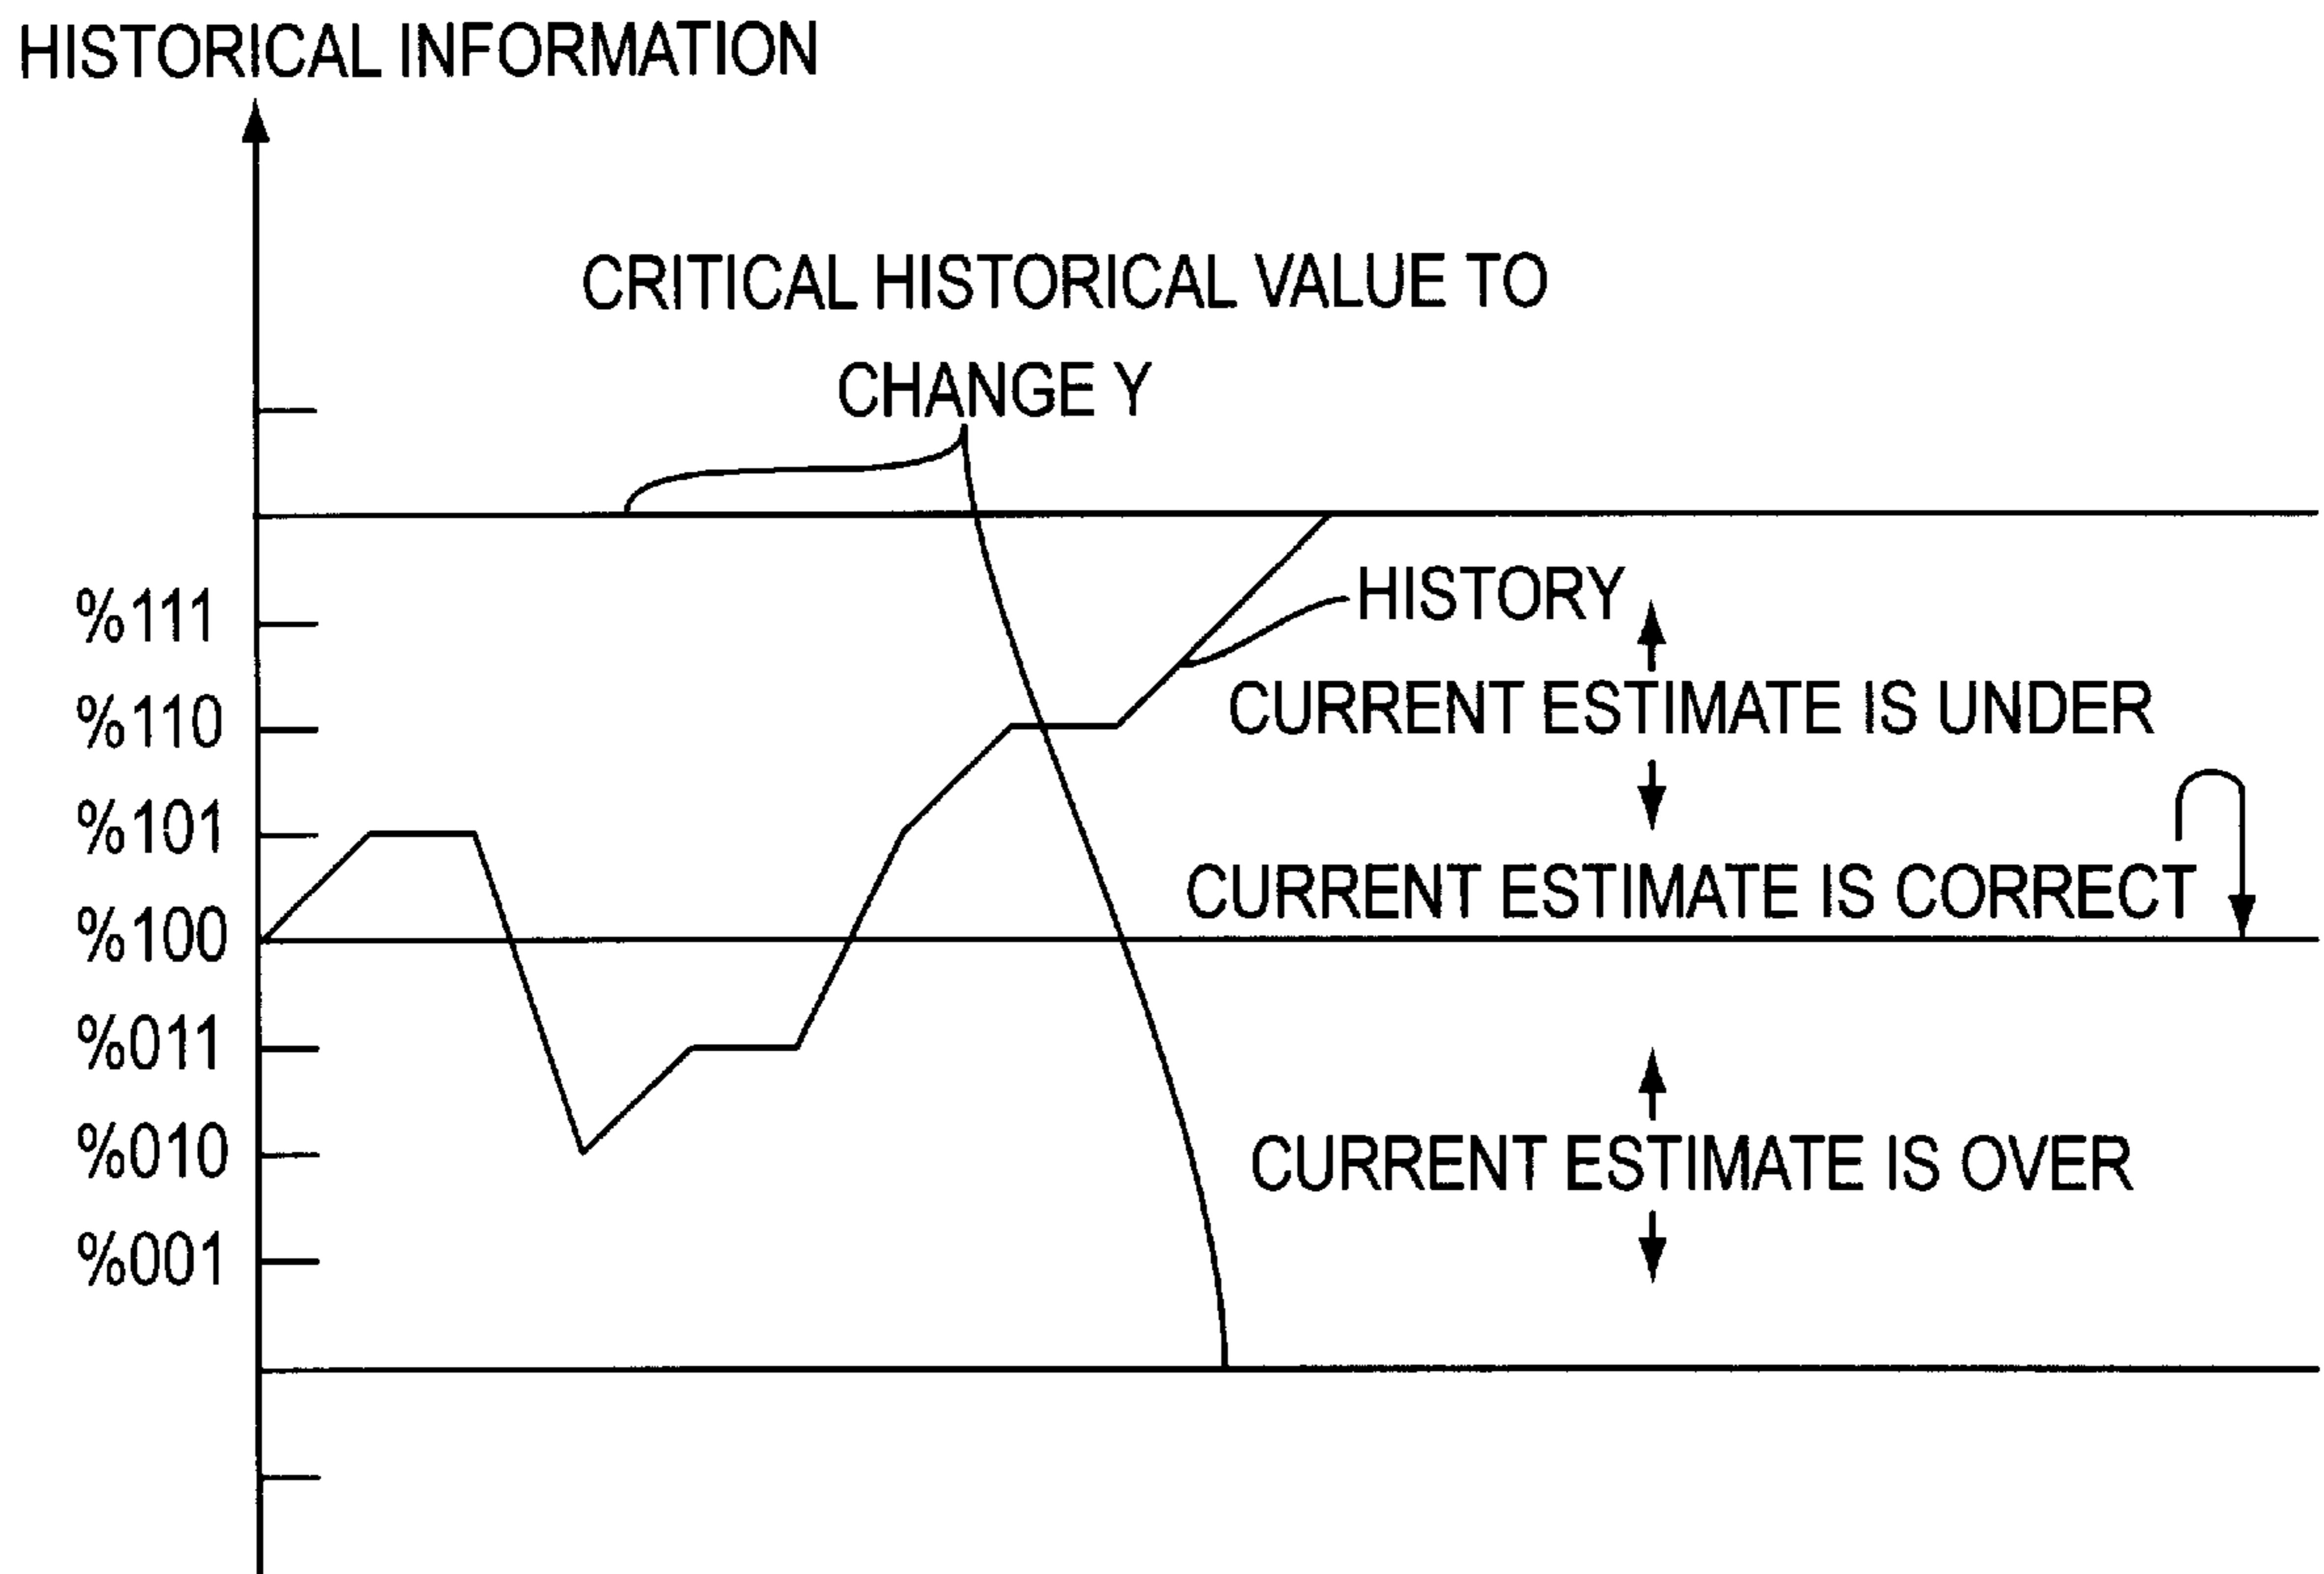 HISTORICAL INFORMATION
CRITICAL HISTORICAL VALUE TO
CHANGE Y
%111
HISTORY
%110
CURRENT ESTIMATE IS UNDER
%101
CURRENT ESTIMATE IS CORRECT
%100
%011
%010
CURRENT ESTIMATE IS OVER
%001